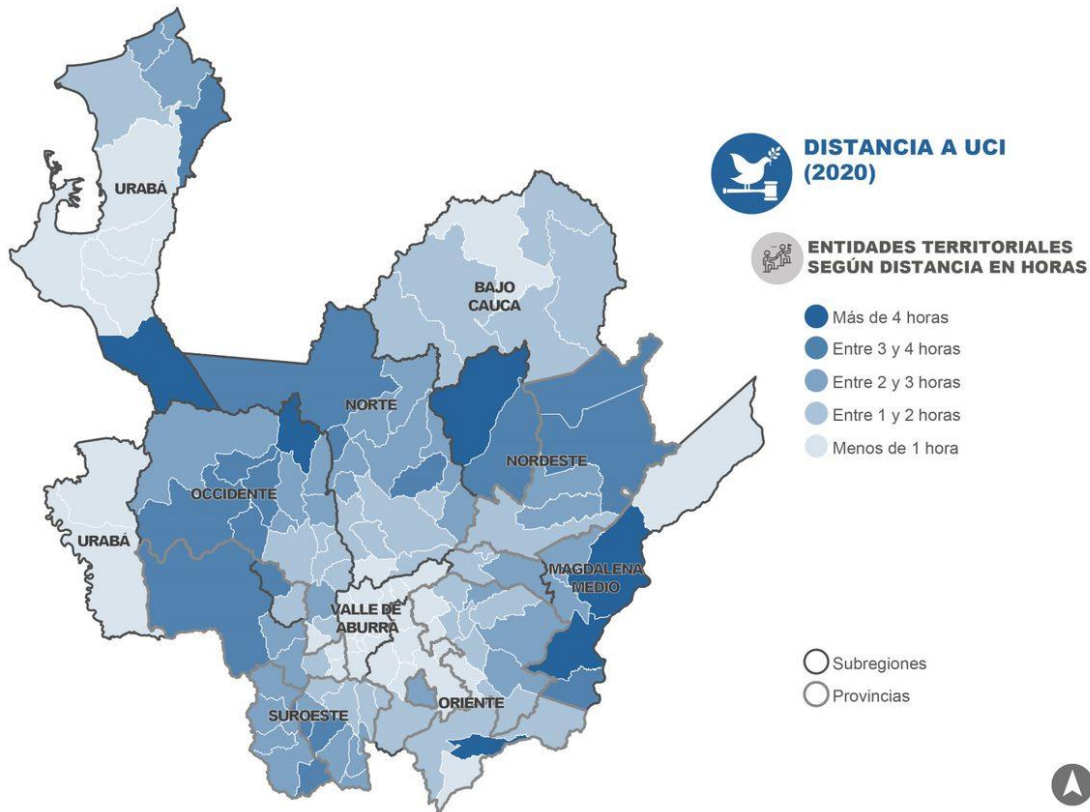 DISTANCIA A UCI
(2020)
ENTIDADES TERRITORIALES
SEGÚN DISTANCIA EN HORAS
Más de 4 horas
Entre 3 y 4 horas
Entre 2 y 3 horas
Entre 1 y 2 horas
Menos de 1 hora
Subregiones
Provincias
URABÁ
BAJO
CAUCA
NORTE
NORDESTE
OCCIDENTE
URABÁ
MAGDALENA
MEDIO
VALLE DE
ABURRÁ
SUROESTE
ORIENTE